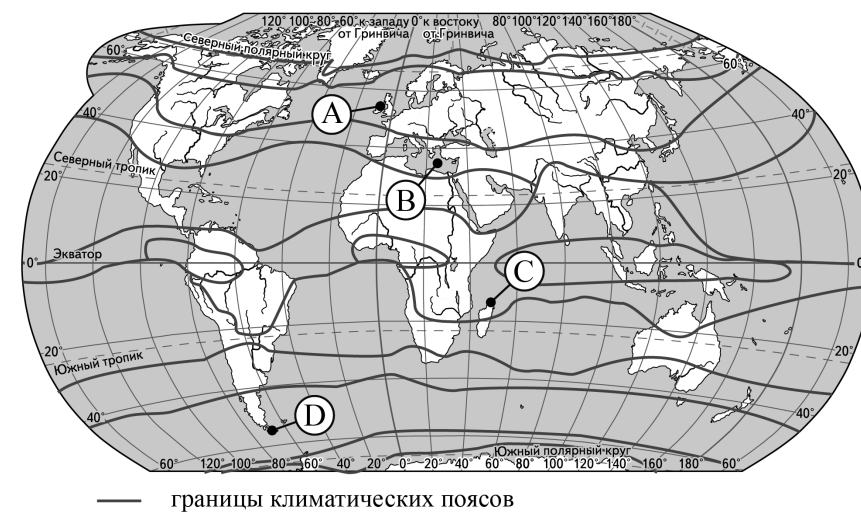 120° 100° 80° 60° к западу 0° к востоку 80° 100° 120° 140° 160° 180°
от Гринвича от Гринвича
Северный полярный круг
60° 60°
A
40° 40°
Северный тропик
20° 20°
B
Экватор
0° 0°
C
20° 20°
Южный тропик
D
40° 40°
Южный полярный круг
60° 120° 100° 80° 60° 40° 20° 0° 20° 40° 60° 80° 100° 120° 140° 160° 180° 60°
границы климатических поясов